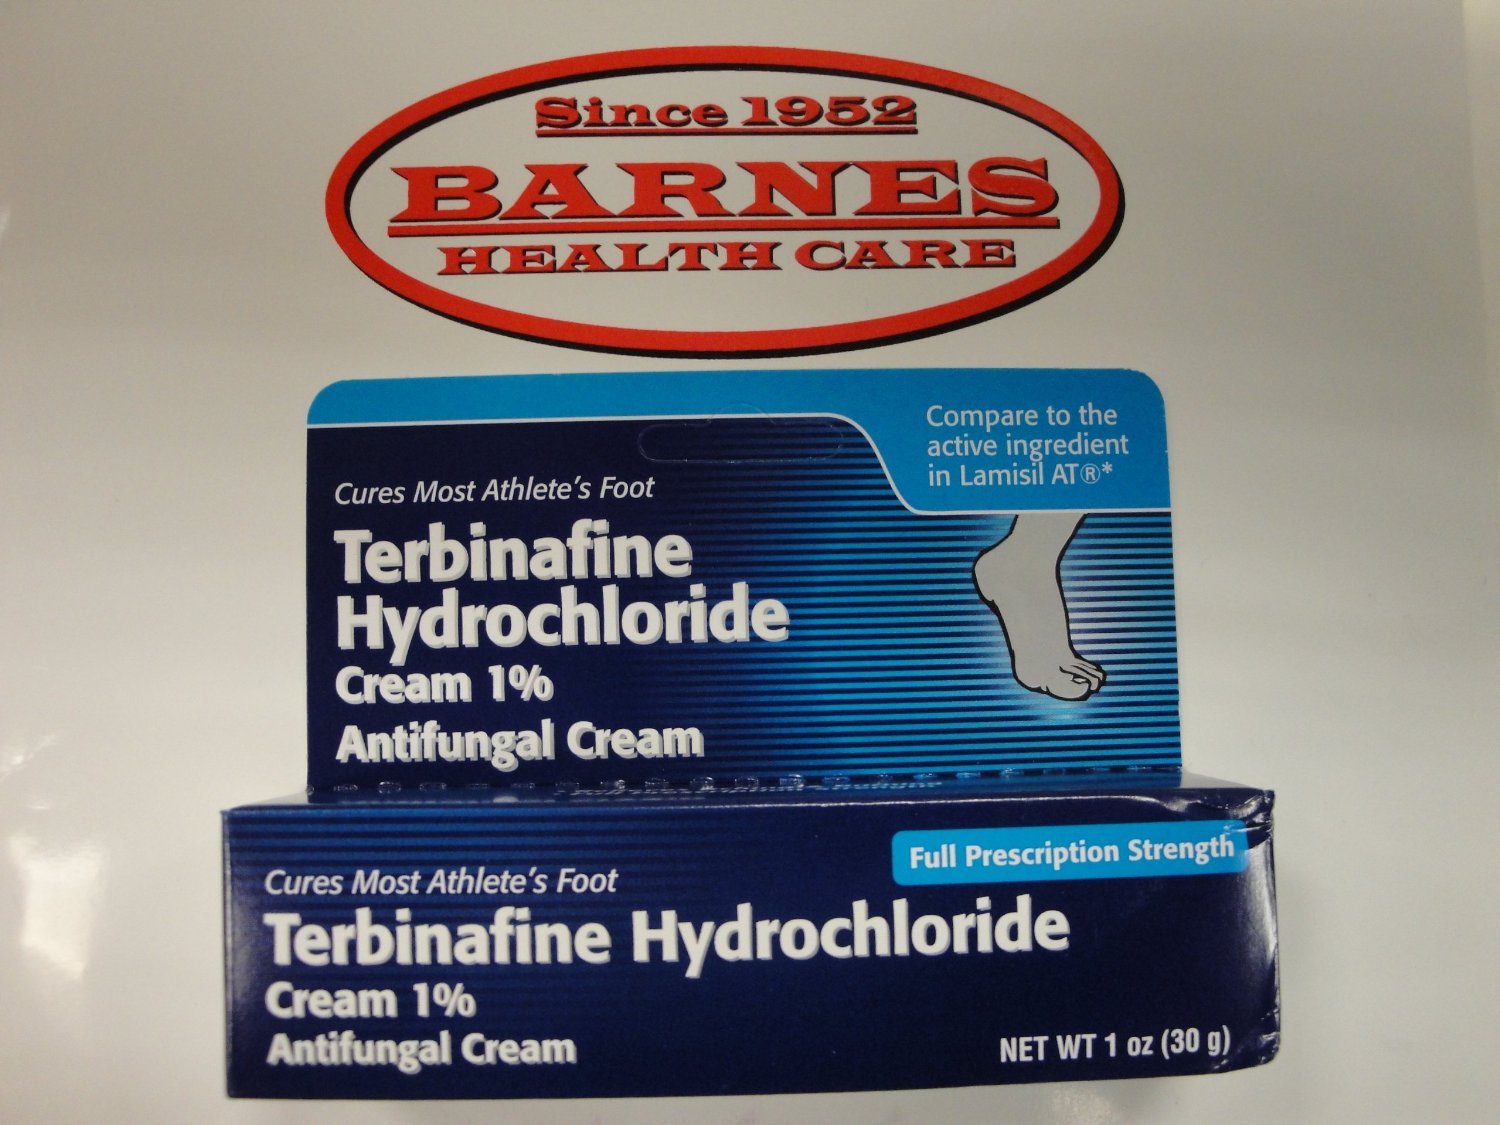 Since 1952
BARNES
HEALTH CARE
Compare to the
active ingredient
in Lamisil AT®*
Cures Most Athlete's Foot
Terbinafine
Hydrochloride
Cream 1%
Antifungal Cream
Full Prescription Strength
Cures Most Athlete's Foot
Terbinafine Hydrochloride
Cream 1%
Antifungal Cream
NET WT 1 oz (30 g)